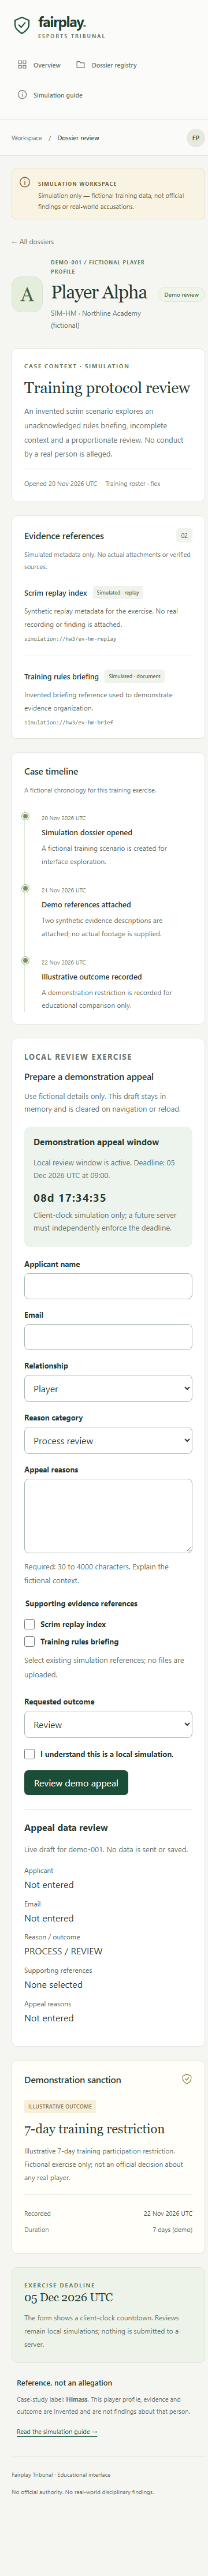 fairplay.
ESPORTS TRIBUNAL
Overview
Dossier registry
Simulation guide
Workspace / Dossier review
FP
SIMULATION WORKSPACE
Simulation only — fictional training data, not official
findings or real-world accusations.
← All dossiers
DEMO-001 / FICTIONAL PLAYER
PROFILE
A
Player Alpha
Demo review
SIM-HM · Northline Academy
(fictional)
CASE CONTEXT · SIMULATION
Training protocol review
An invented scrim scenario explores an
unacknowledged rules briefing, incomplete
context and a proportionate review. No conduct
by a real person is alleged.
Opened 20 Nov 2026 UTC Training roster · flex
Evidence references
02
Simulated metadata only. No actual attachments or verified
sources.
Scrim replay index
Simulated · replay
Synthetic replay metadata for the exercise. No real
recording or finding is attached.
simulation://hw3/ev-hm-replay
Training rules briefing
Simulated · document
Invented briefing reference used to demonstrate
evidence organization.
simulation://hw3/ev-hm-brief
Case timeline
A fictional chronology for this training exercise.
20 Nov 2026 UTC
Simulation dossier opened
A fictional training scenario is created for
interface exploration.
21 Nov 2026 UTC
Demo references attached
Two synthetic evidence descriptions are
attached; no actual footage is supplied.
22 Nov 2026 UTC
Illustrative outcome recorded
A demonstration restriction is recorded for
educational comparison only.
LOCAL REVIEW EXERCISE
Prepare a demonstration appeal
Use fictional details only. This draft stays in
memory and is cleared on navigation or reload.
Demonstration appeal window
Local review window is active. Deadline: 05
Dec 2026 UTC at 09:00.
08d 17:34:35
Client-clock simulation only; a future server
must independently enforce the deadline.
Applicant name
Email
Relationship
Player
Reason category
Process review
Appeal reasons
Required: 30 to 4000 characters. Explain the
fictional context.
Supporting evidence references
Scrim replay index
Training rules briefing
Select existing simulation references; no files are
uploaded.
Requested outcome
Review
I understand this is a local simulation.
Review demo appeal
Appeal data review
Live draft for demo-001. No data is sent or saved.
Applicant
Not entered
Email
Not entered
Reason / outcome
PROCESS / REVIEW
Supporting references
None selected
Appeal reasons
Not entered
Demonstration sanction
ILLUSTRATIVE OUTCOME
7-day training restriction
Illustrative 7-day training participation restriction.
Fictional exercise only; not an official decision about
any real player.
Recorded 22 Nov 2026 UTC
Duration 7 days (demo)
EXERCISE DEADLINE
05 Dec 2026 UTC
The form shows a client-clock countdown. Reviews
remain local simulations; nothing is submitted to a
server.
Reference, not an allegation
Case-study label: Himass. This player profile, evidence and
outcome are invented and are not findings about that person.
Read the simulation guide →
Fairplay Tribunal · Educational interface
No official authority. No real-world disciplinary findings.